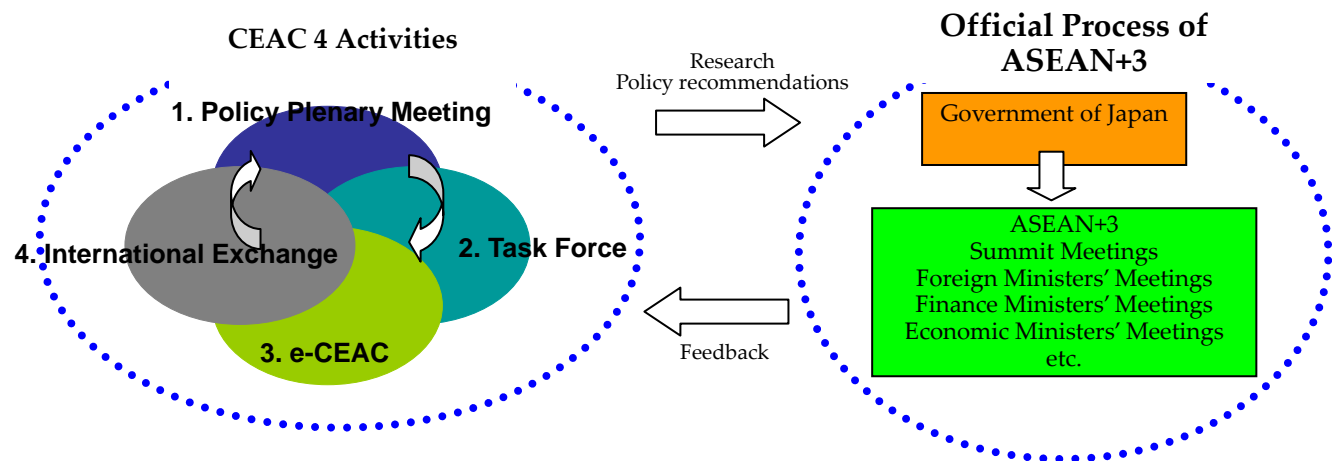 CEAC 4 Activities
1. Policy Plenary Meeting
2. Task Force
3. e-CEAC
4. International Exchange
Research
Policy recommendations
Feedback
Official Process of
ASEAN+3
Government of Japan
ASEAN+3
Summit Meetings
Foreign Ministers’ Meetings
Finance Ministers’ Meetings
Economic Ministers’ Meetings
etc.